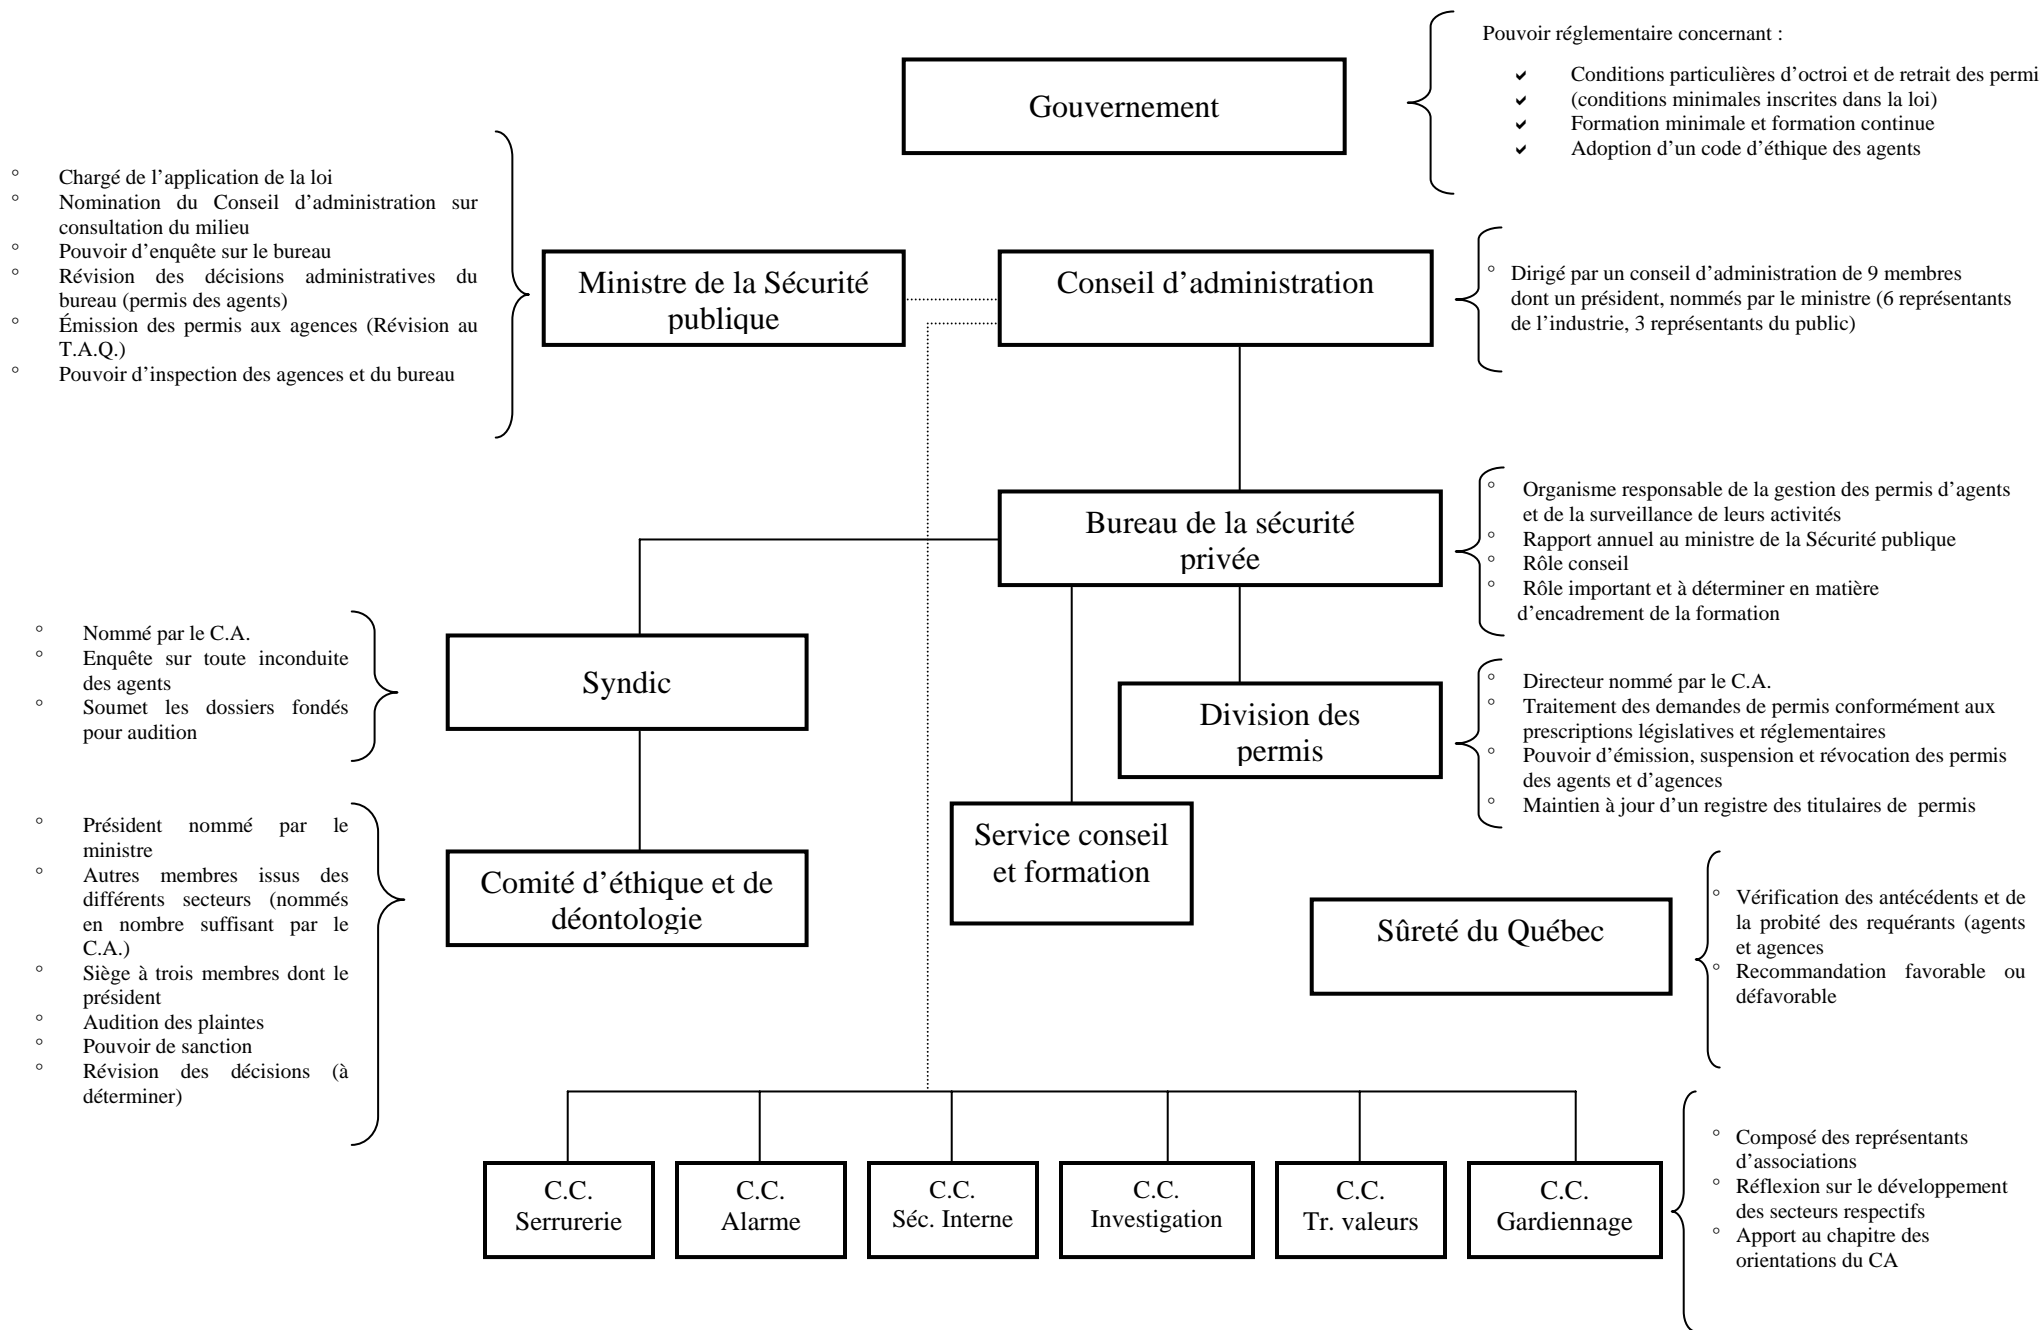 Pouvoir réglementaire concernant :
✔ Conditions particulières d’octroi et de retrait des permi
✔ (conditions minimales inscrites dans la loi)
✔ Formation minimale et formation continue
✔ Adoption d’un code d’éthique des agents
Gouvernement
° Chargé de l’application de la loi
° Nomination du Conseil d’administration sur
consultation du milieu
° Pouvoir d’enquête sur le bureau
° Révision des décisions administratives du
bureau (permis des agents)
° Émission des permis aux agences (Révision au
T.A.Q.)
° Pouvoir d’inspection des agences et du bureau
Ministre de la Sécurité
publique
Conseil d’administration
° Dirigé par un conseil d’administration de 9 membres
dont un président, nommés par le ministre (6 représentants
de l’industrie, 3 représentants du public)
Bureau de la sécurité
privée
° Organisme responsable de la gestion des permis d’agents
et de la surveillance de leurs activités
° Rapport annuel au ministre de la Sécurité publique
° Rôle conseil
° Rôle important et à déterminer en matière
d’encadrement de la formation
° Nommé par le C.A.
° Enquête sur toute inconduite
des agents
° Soumet les dossiers fondés
pour audition
Syndic
Division des
permis
° Directeur nommé par le C.A.
° Traitement des demandes de permis conformément aux
prescriptions législatives et réglementaires
° Pouvoir d’émission, suspension et révocation des permis
des agents et d’agences
° Maintien à jour d’un registre des titulaires de permis
° Président nommé par le
ministre
° Autres membres issus des
différents secteurs (nommés
en nombre suffisant par le
C.A.)
° Siège à trois membres dont le
président
° Audition des plaintes
° Pouvoir de sanction
° Révision des décisions (à
déterminer)
Comité d’éthique et de
déontologie
Service conseil
et formation
Sûreté du Québec
° Vérification des antécédents et de
la probité des requérants (agents
et agences
° Recommandation favorable ou
défavorable
C.C.
Serrurerie
C.C.
Alarme
C.C.
Séc. Interne
C.C.
Investigation
C.C.
Tr. valeurs
C.C.
Gardiennage
° Composé des représentants
d’associations
° Réflexion sur le développement
des secteurs respectifs
° Apport au chapitre des
orientations du CA